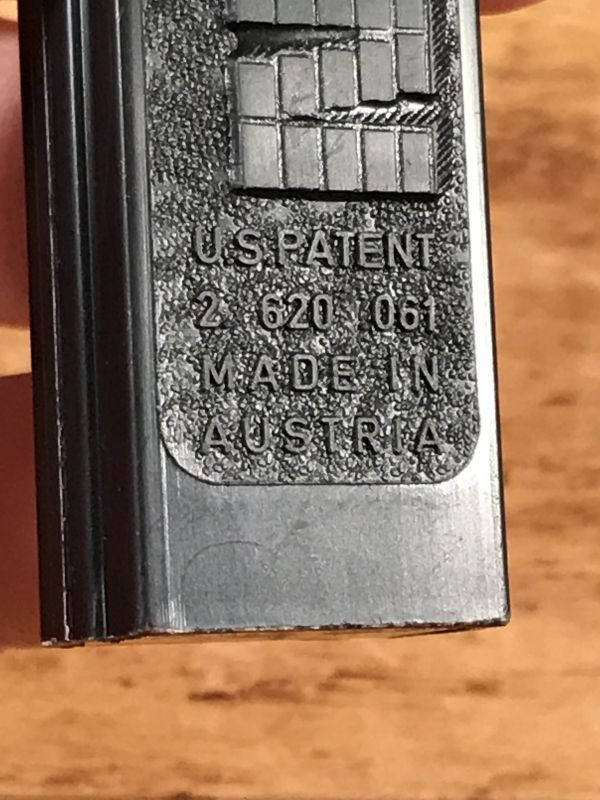 U.S.PATENT
2 620 061
MADE IN
AUSTRIA